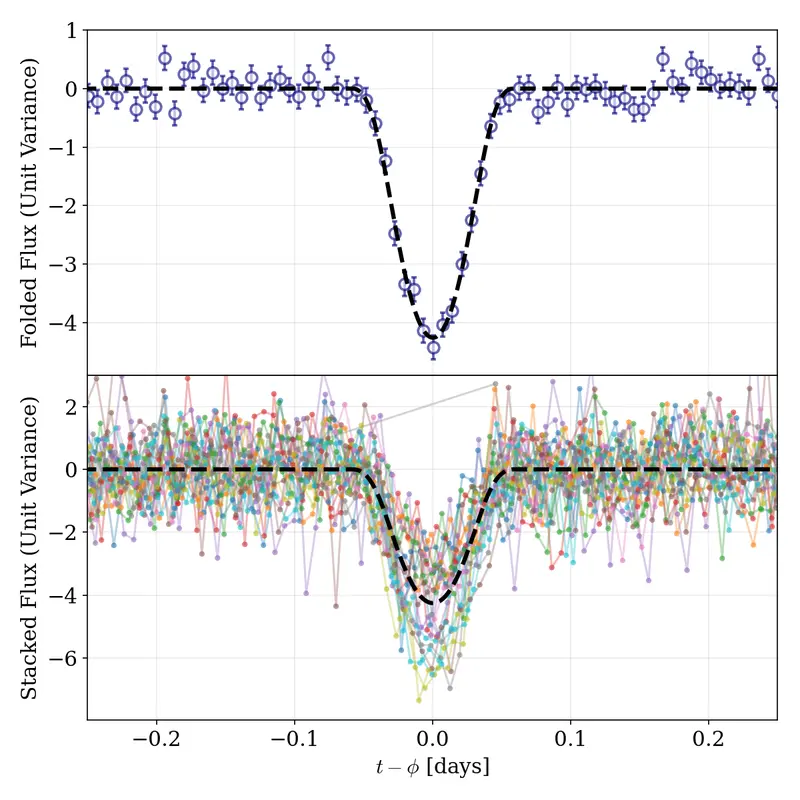 Folded Flux (Unit Variance)
1
0
−1
−2
−3
−4
Stacked Flux (Unit Variance)
2
0
−2
−4
−6
−0.2 −0.1 0.0 0.1 0.2
t − ϕ [days]